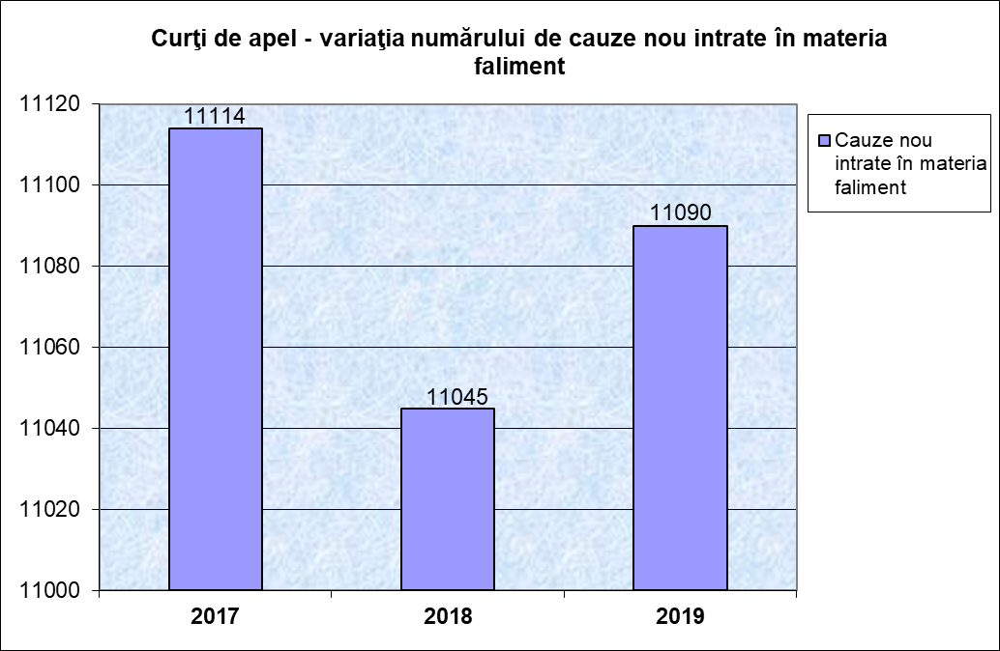 Curţi de apel - variaţia numărului de cauze nou intrate în materia
faliment
11120
11100
11080
11060
11040
11020
11000
11114
11045
11090
2017
2018
2019
Cauze nou
intrate în materia
faliment